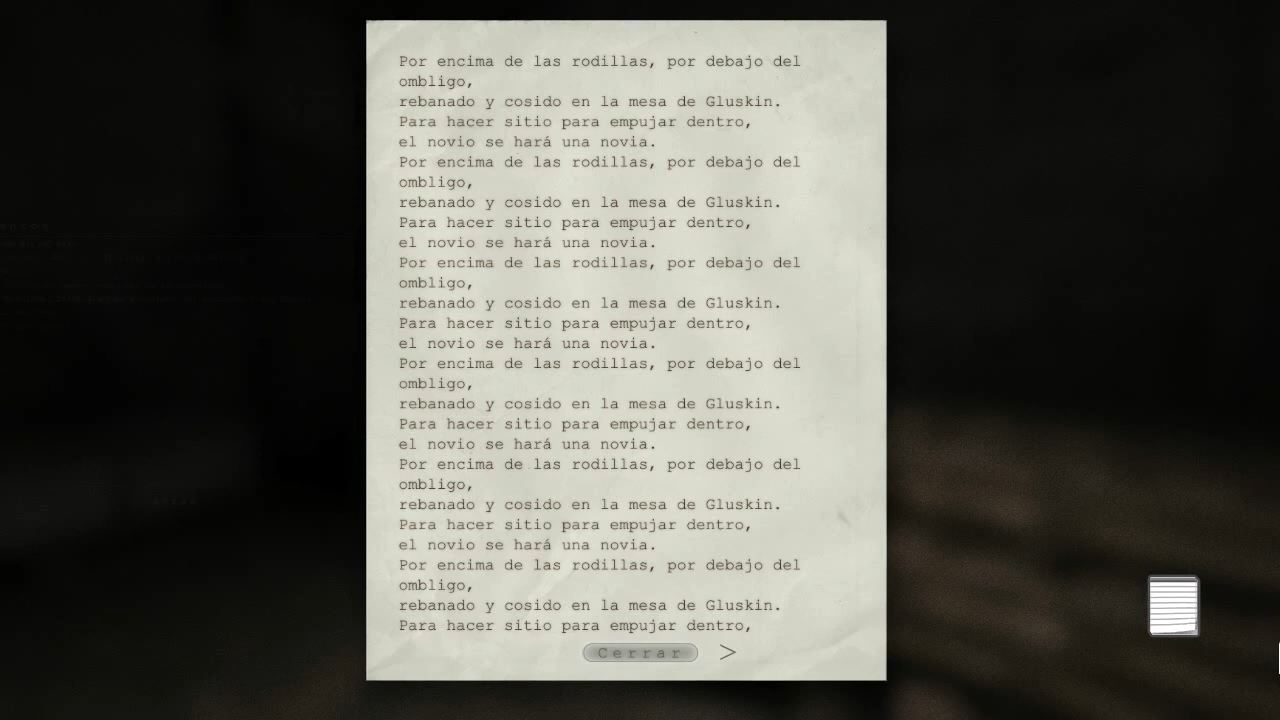 Por encima de las rodillas, por debajo del
ombligo,
rebanado y cosido en la mesa de Gluskin.
Para hacer sitio para empujar dentro,
el novio se hará una novia.
Por encima de las rodillas, por debajo del
ombligo,
rebanado y cosido en la mesa de Gluskin.
Para hacer sitio para empujar dentro,
el novio se hará una novia.
Por encima de las rodillas, por debajo del
ombligo,
rebanado y cosido en la mesa de Gluskin.
Para hacer sitio para empujar dentro,
el novio se hará una novia.
Por encima de las rodillas, por debajo del
ombligo,
rebanado y cosido en la mesa de Gluskin.
Para hacer sitio para empujar dentro,
el novio se hará una novia.
Por encima de las rodillas, por debajo del
ombligo,
rebanado y cosido en la mesa de Gluskin.
Para hacer sitio para empujar dentro,
el novio se hará una novia.
Por encima de las rodillas, por debajo del
ombligo,
rebanado y cosido en la mesa de Gluskin.
Para hacer sitio para empujar dentro,
Cerrar >